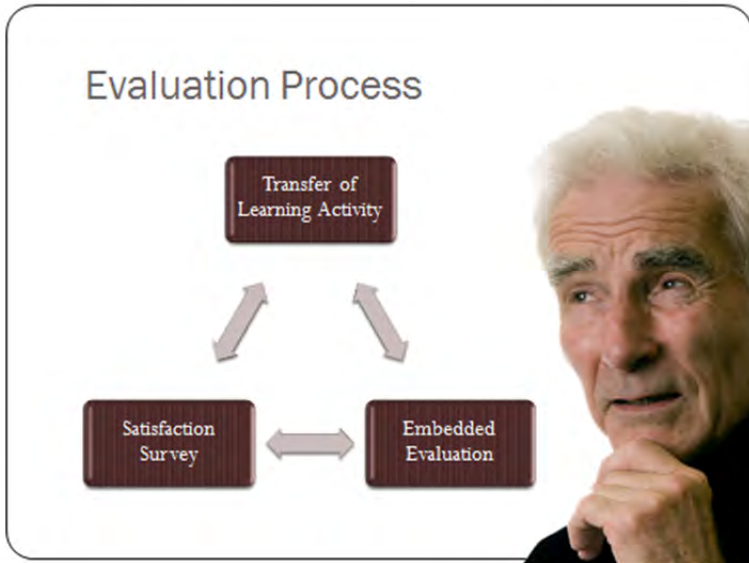 Evaluation Process
Transfer of
Learning Activity
Satisfaction
Survey
Embedded
Evaluation